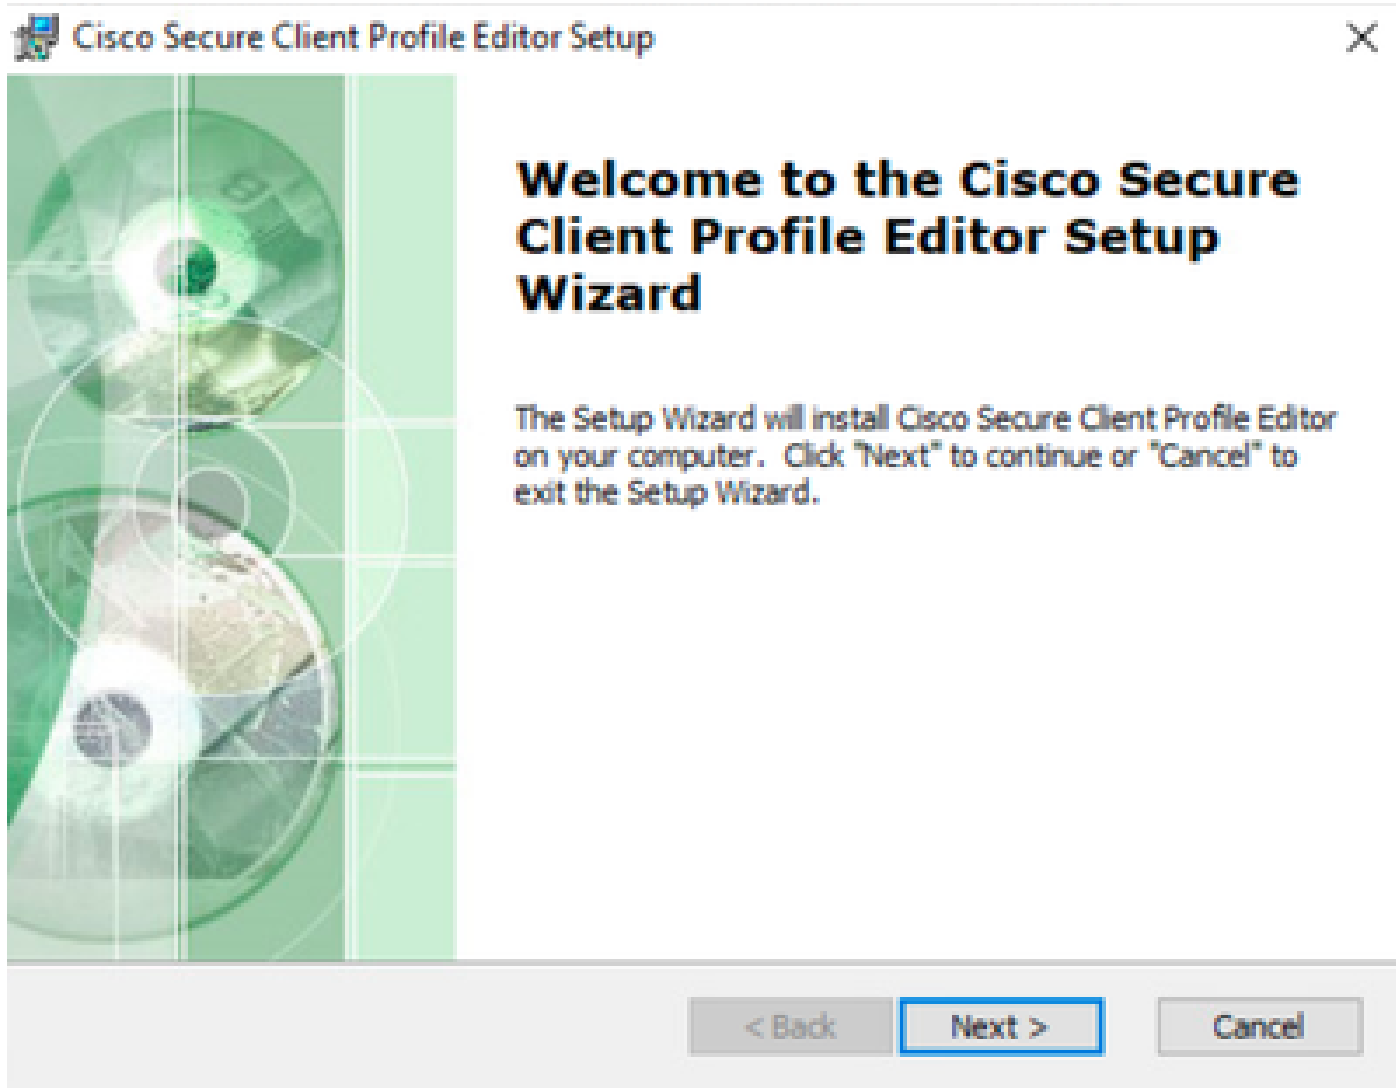 Cisco Secure Client Profile Editor Setup
Welcome to the Cisco Secure
Client Profile Editor Setup
Wizard
The Setup Wizard will install Cisco Secure Client Profile Editor
on your computer.  Click "Next" to continue or "Cancel" to
exit the Setup Wizard.
< Back
Next >
Cancel